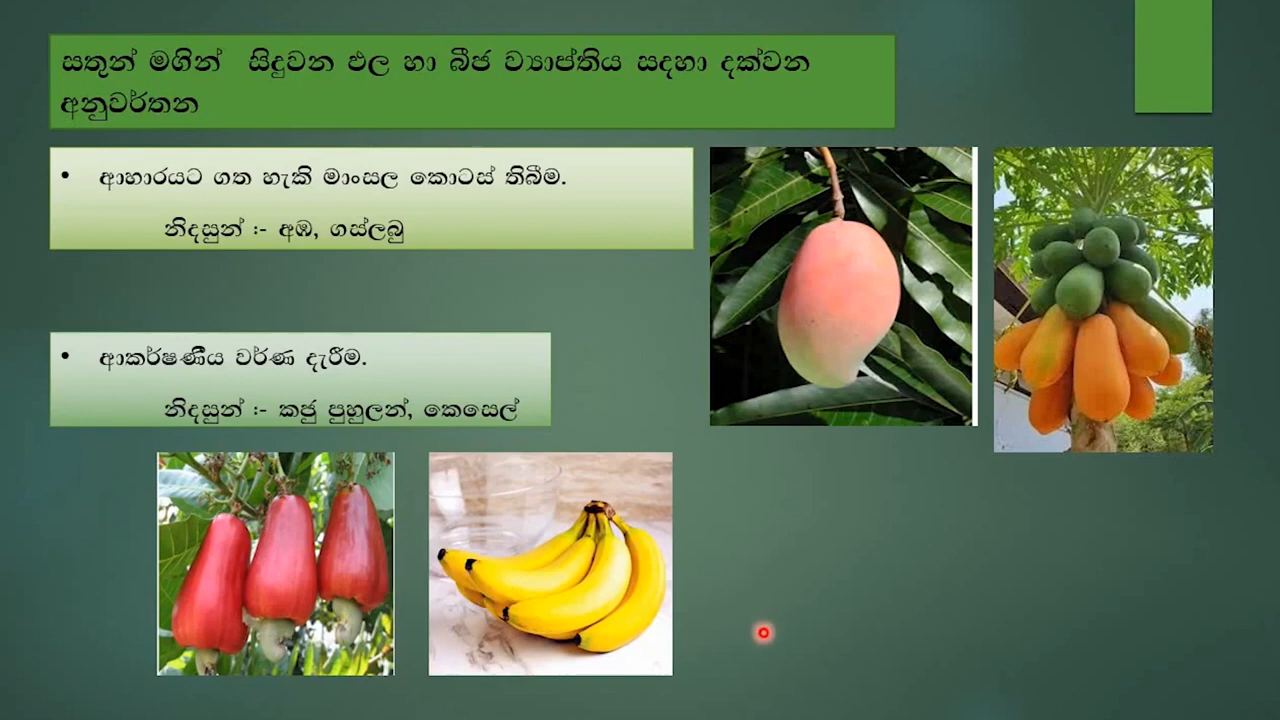 සතුන් මගින් සිදුවන ඵල හා බීජ ව්‍යාප්තිය සදහා දක්වන
අනුවර්තන
• ආහාරයට ගත හැකි මාංසල කොටස් තිබීම.
නිදසුන් :- අඹ, ගස්ලබු
• ආකර්ෂණීය වර්ණ දැරීම.
නිදසුන් :- කජු පුහුලන්, කෙසෙල්